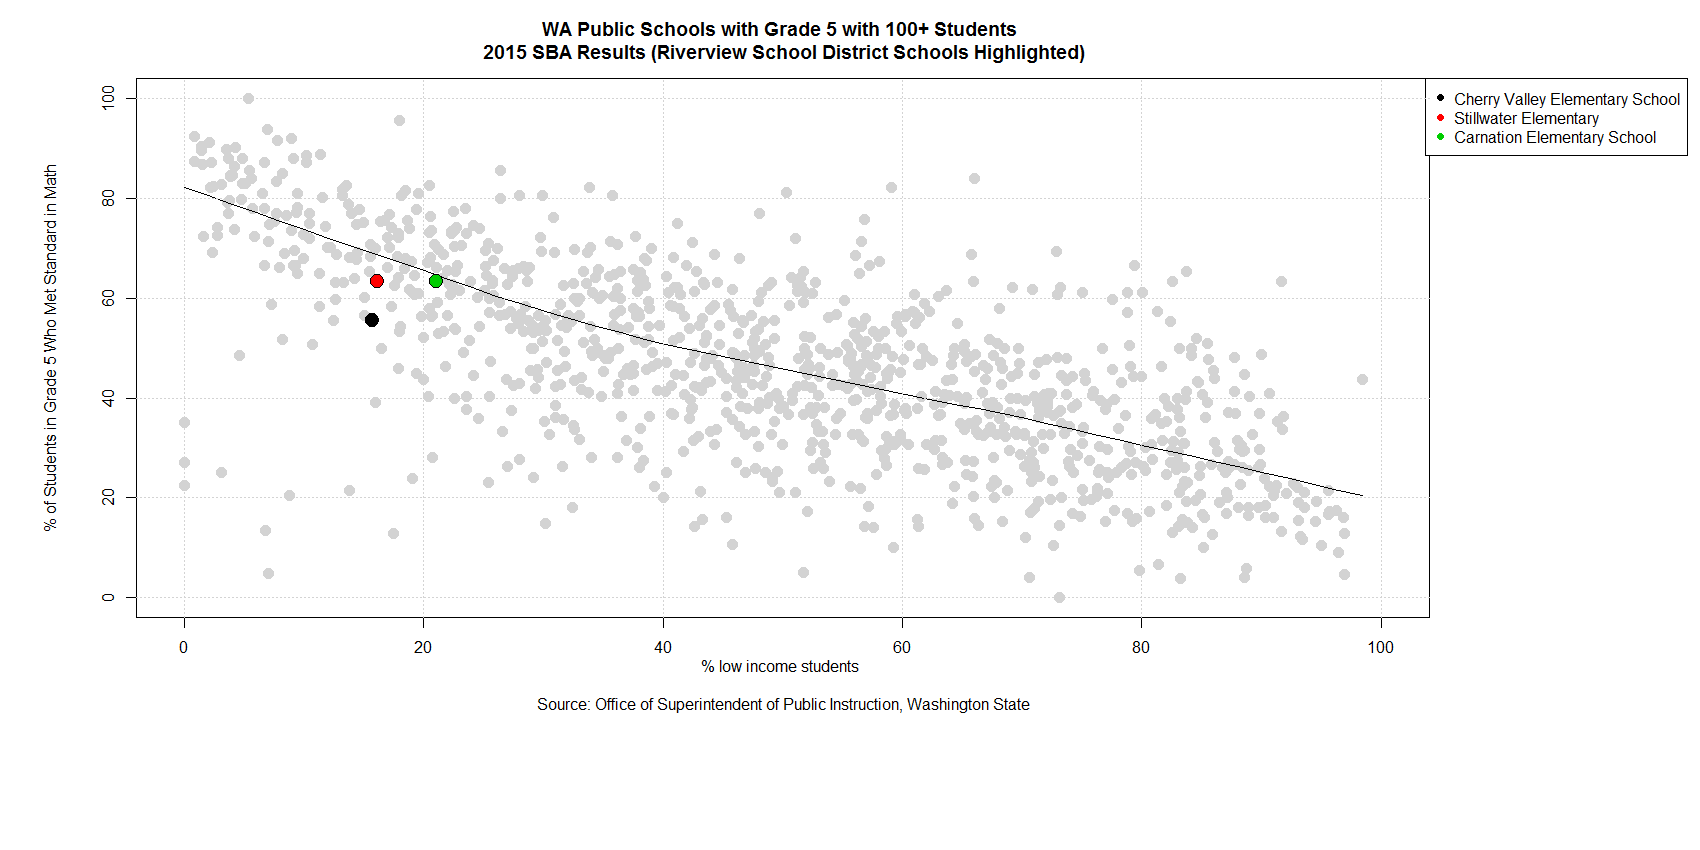 WA Public Schools with Grade 5 with 100+ Students
2015 SBA Results (Riverview School District Schools Highlighted)
Cherry Valley Elementary School
Stillwater Elementary
Carnation Elementary School
% of Students in Grade 5 Who Met Standard in Math
100
80
60
40
20
0
0 20 40 60 80 100
% low income students
Source: Office of Superintendent of Public Instruction, Washington State